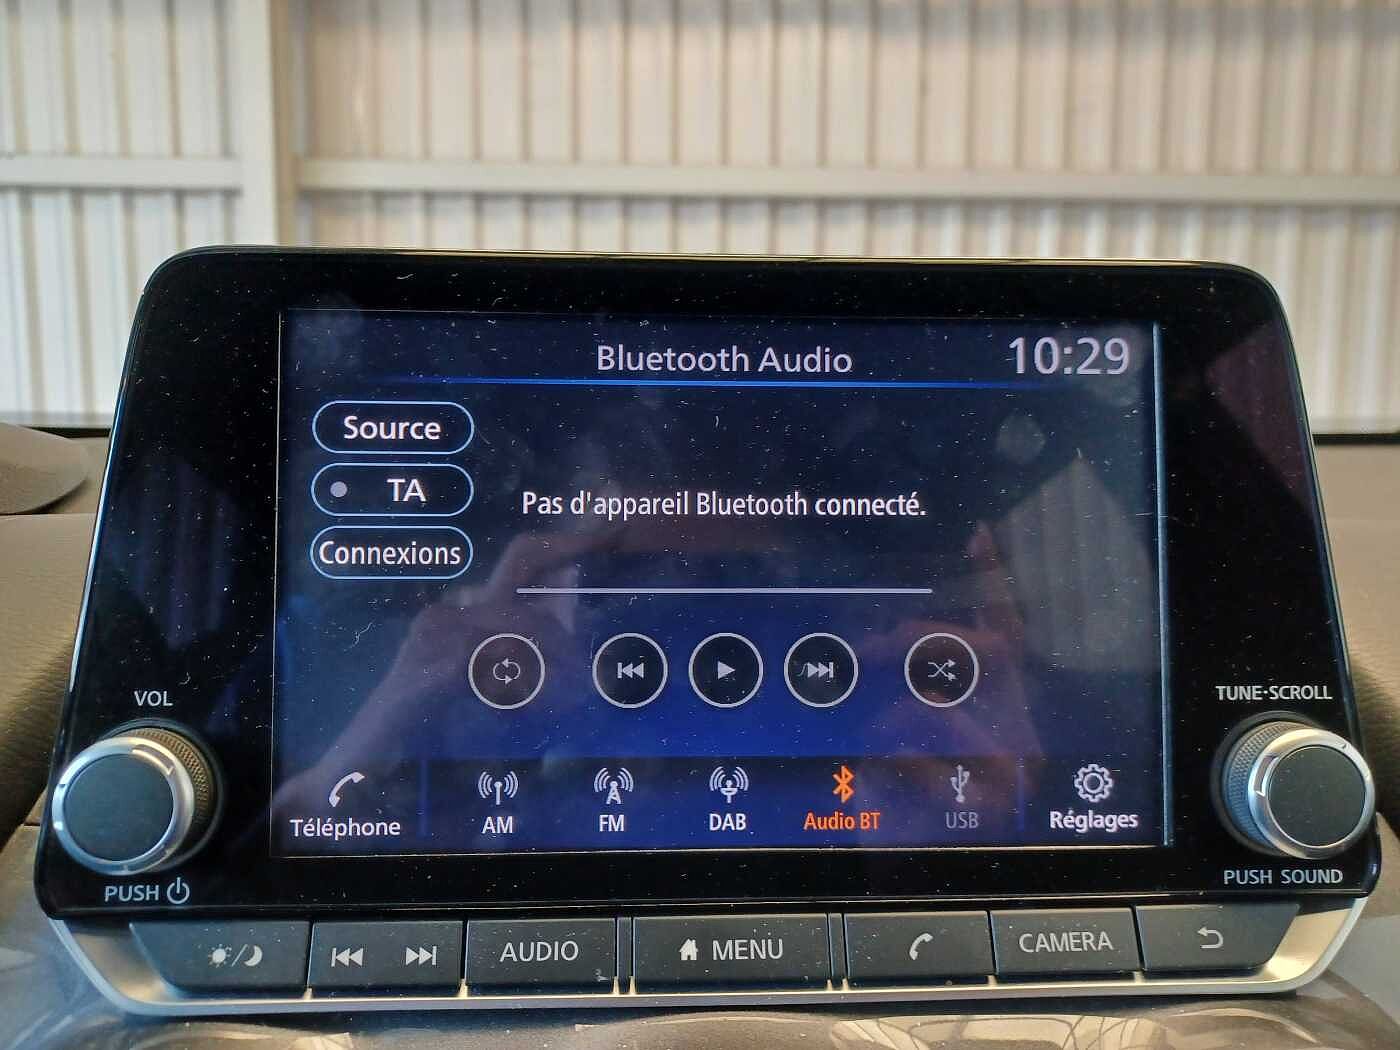 Bluetooth Audio
10:29
Source
TA
Pas d'appareil Bluetooth connecté.
Connexions
VOL
TUNE·SCROLL
Téléphone
AM
FM
DAB
Audio BT
USB
Réglages
PUSH
PUSH SOUND
AUDIO
MENU
CAMERA